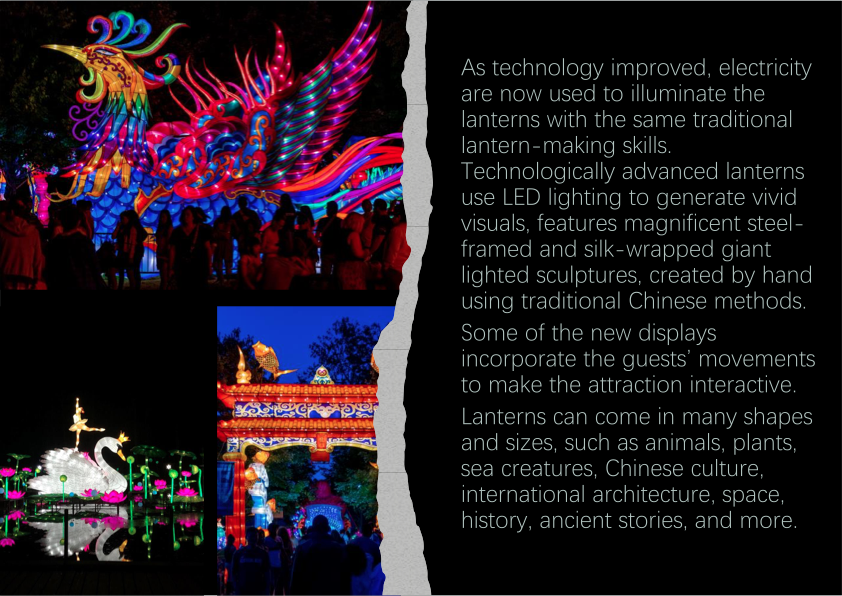 As technology improved, electricity
are now used to illuminate the
lanterns with the same traditional
lantern-making skills.
Technologically advanced lanterns
use LED lighting to generate vivid
visuals, features magnificent steel-
framed and silk-wrapped giant
lighted sculptures, created by hand
using traditional Chinese methods.
Some of the new displays
incorporate the guests' movements
to make the attraction interactive.
Lanterns can come in many shapes
and sizes, such as animals, plants,
sea creatures, Chinese culture,
international architecture, space,
history, ancient stories, and more.